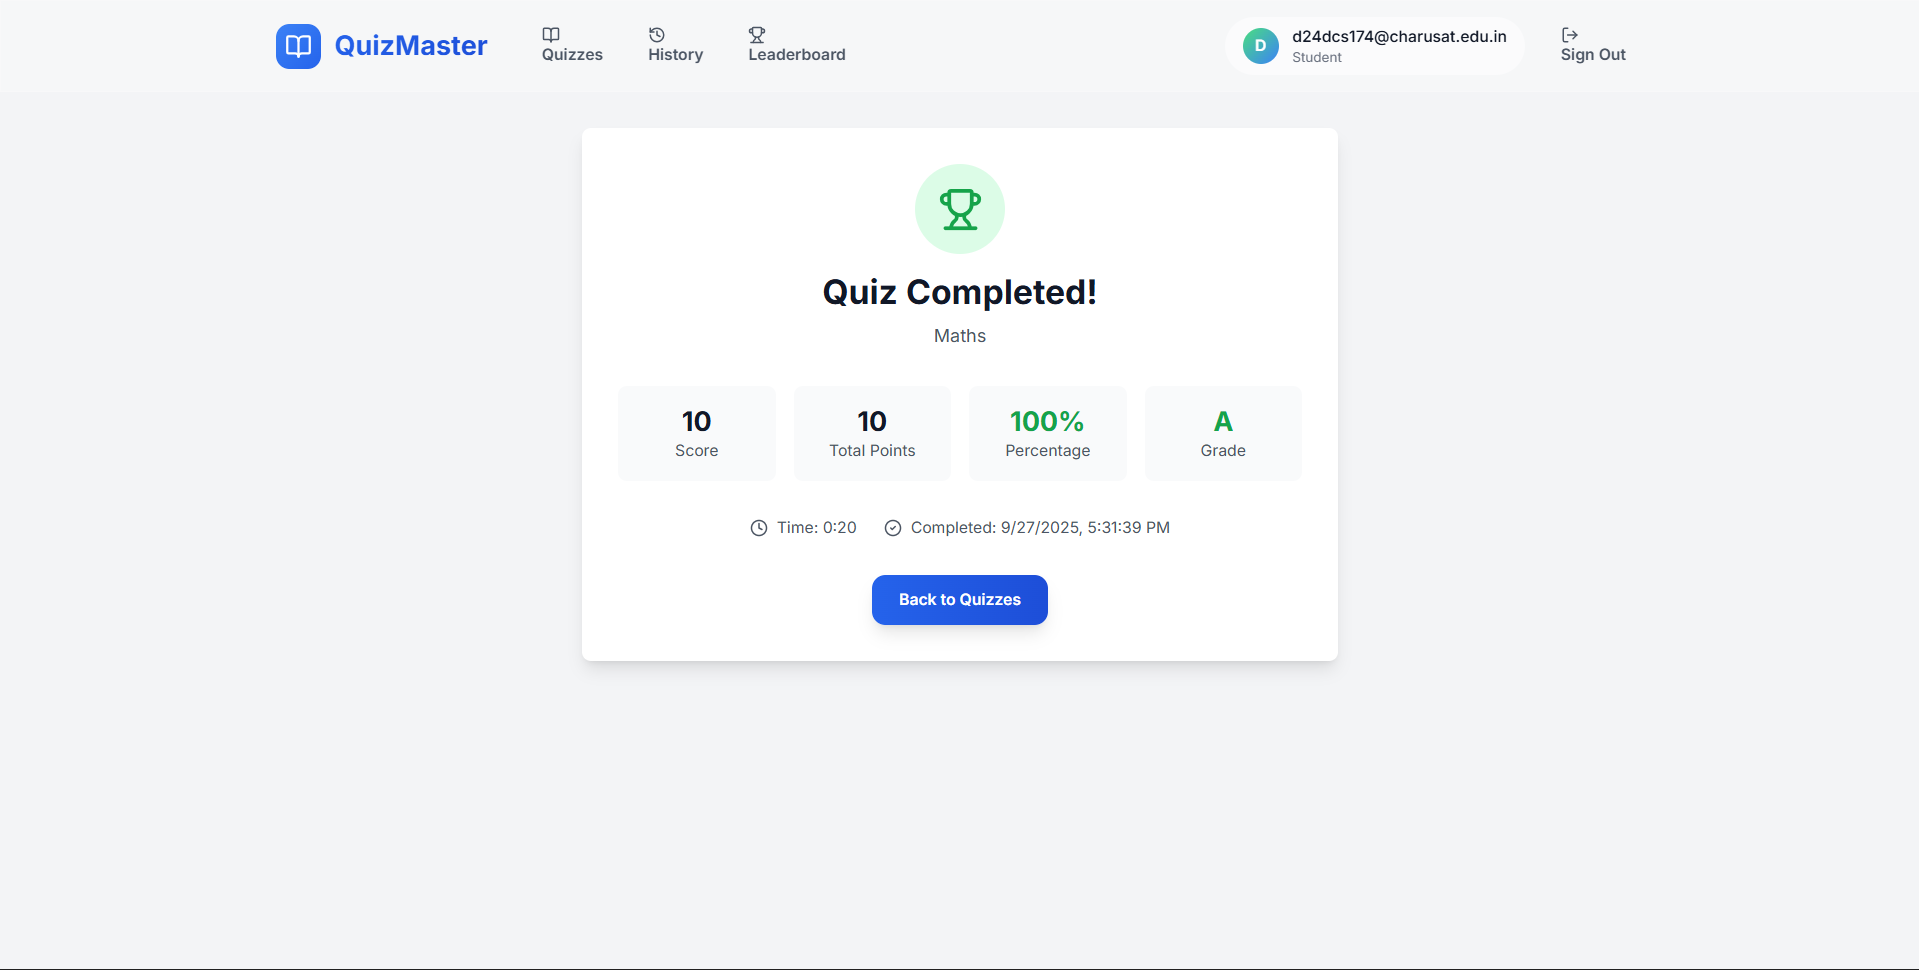 QuizMaster
Quizzes
History
Leaderboard
D
d24dcs174@charusat.edu.in
Student
Sign Out
Quiz Completed!
Maths
10
Score
10
Total Points
100%
Percentage
A
Grade
Time: 0:20
Completed: 9/27/2025, 5:31:39 PM
Back to Quizzes